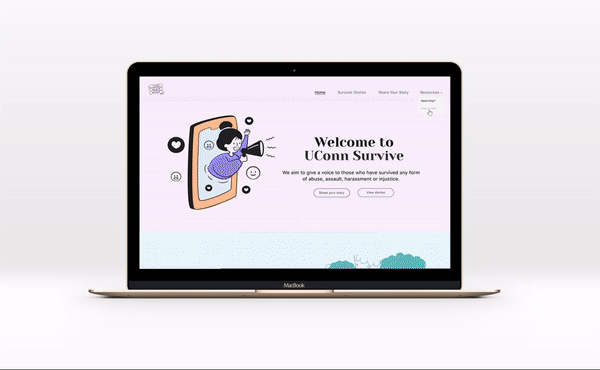 Home
Survivor Stories
Share Your Story
Resources
Need Help?
Welcome to
UConn Survive
We aim to give a voice to those who have survived any form
of abuse, assault, harassment or injustice.
Share your story
View stories
MacBook